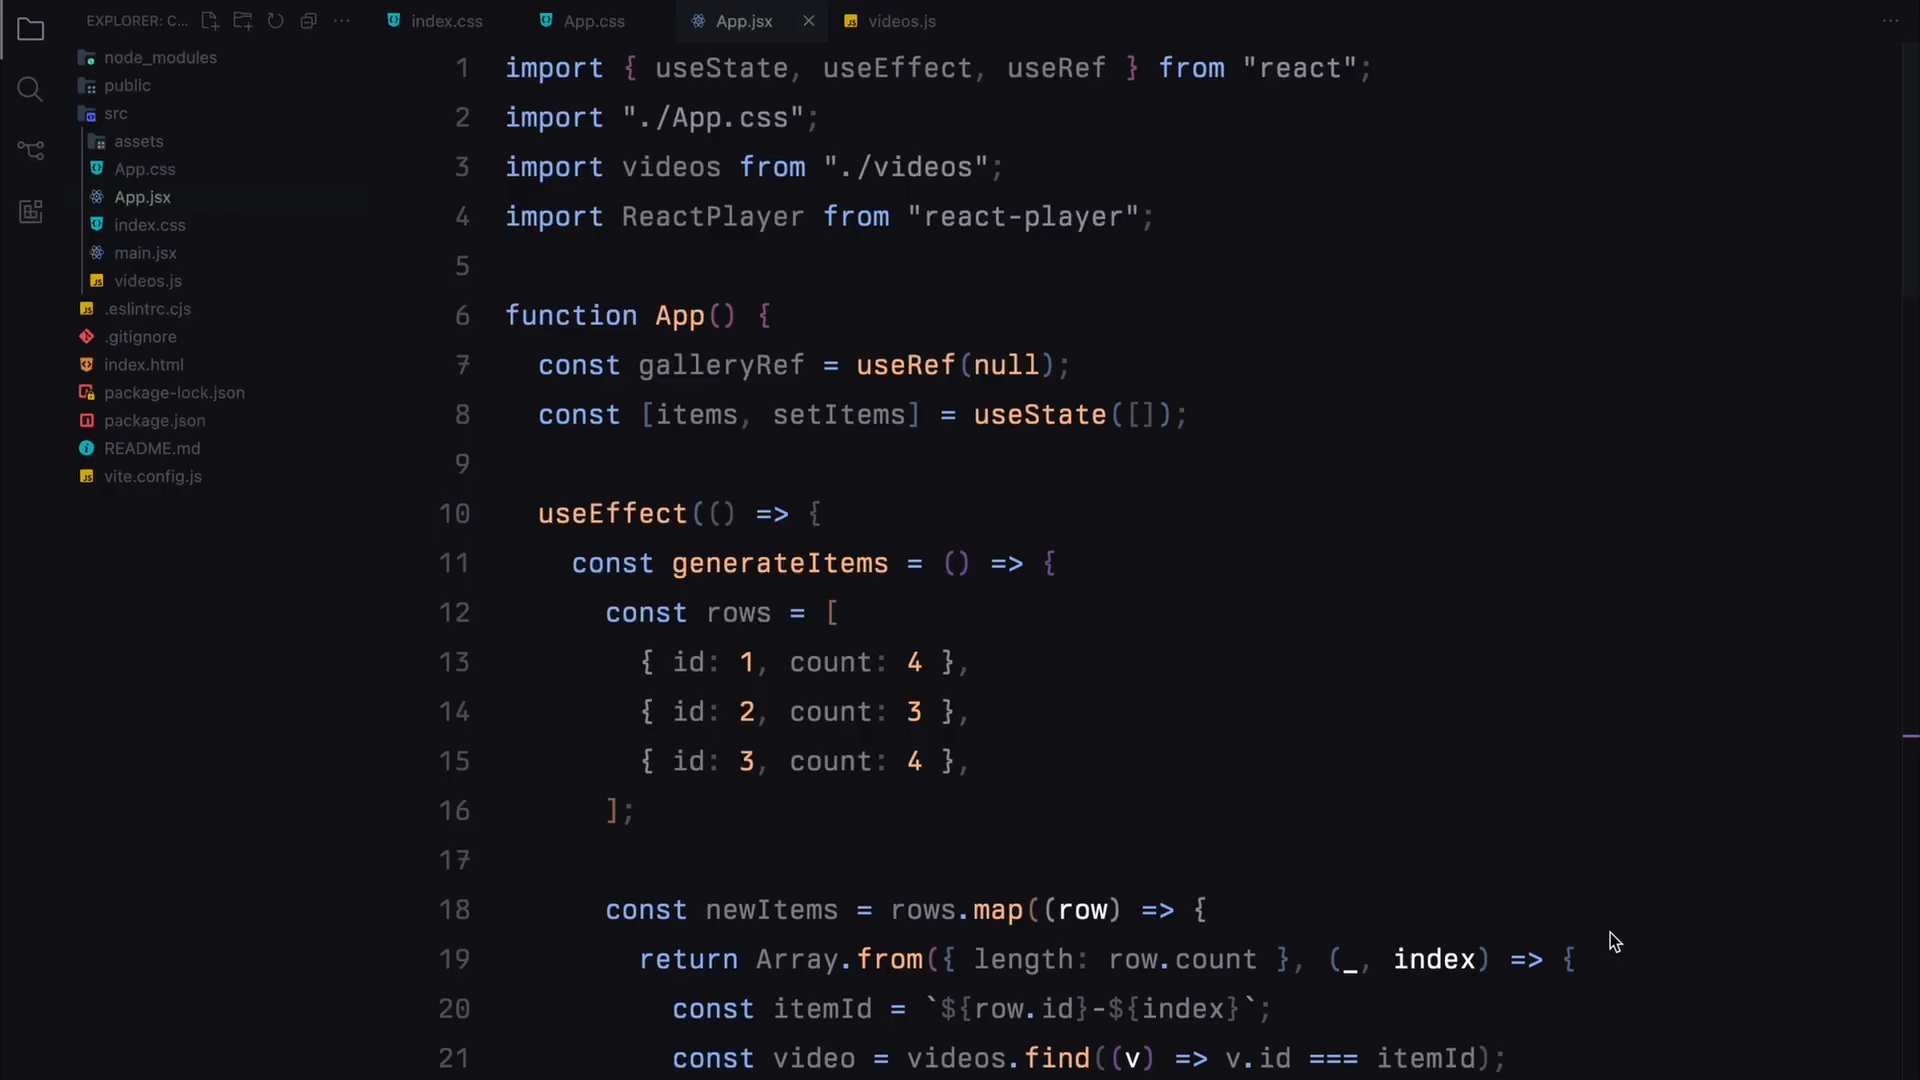 EXPLORER: C...
node_modules
public
src
assets
App.css
App.jsx
index.css
main.jsx
videos.js
.eslintrc.cjs
.gitignore
index.html
package-lock.json
package.json
README.md
vite.config.js
index.css
App.css
App.jsx
videos.js
1 import { useState, useEffect, useRef } from "react";
2 import "./App.css";
3 import videos from "./videos";
4 import ReactPlayer from "react-player";
5
6 function App() {
7 const galleryRef = useRef(null);
8 const [items, setItems] = useState([]);
9
10 useEffect(() => {
11 const generateItems = () => {
12 const rows = [
13 { id: 1, count: 4 },
14 { id: 2, count: 3 },
15 { id: 3, count: 4 },
16 ];
17
18 const newItems = rows.map((row) => {
19 return Array.from({ length: row.count }, (_, index) => {
20 const itemId = `${row.id}-${index}`;
21 const video = videos.find((v) => v.id === itemId);